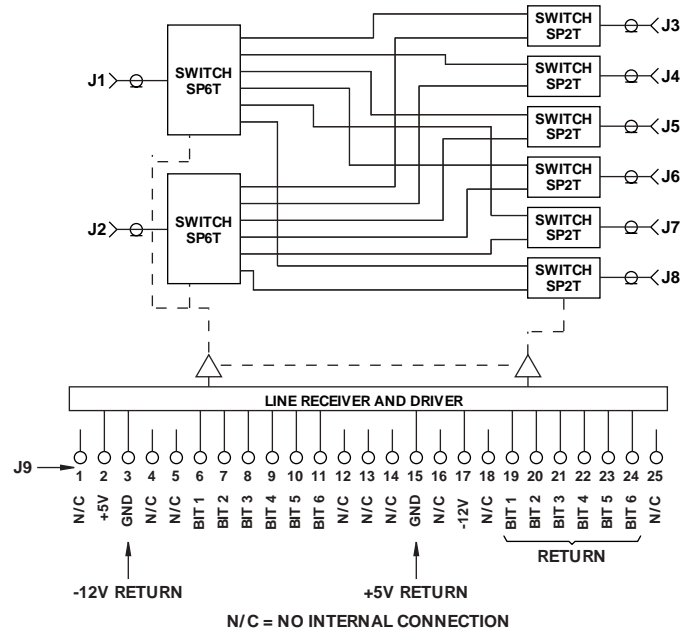 SWITCH
SP2T
J3
J1
SWITCH
SP6T
SWITCH
SP2T
J4
SWITCH
SP2T
J5
SWITCH
SP2T
J6
J2
SWITCH
SP6T
SWITCH
SP2T
J7
SWITCH
SP2T
J8
LINE RECEIVER AND DRIVER
J9
1 2 3 4 5 6 7 8 9 10 11 12 13 14 15 16 17 18 19 20 21 22 23 24 25
N/C
+5V
GND
N/C
N/C
BIT 1
BIT 2
BIT 3
BIT 4
BIT 5
BIT 6
N/C
N/C
N/C
GND
N/C
-12V
N/C
BIT 1
BIT 2
BIT 3
BIT 4
BIT 5
BIT 6
N/C
RETURN
-12V RETURN
+5V RETURN
N/C = NO INTERNAL CONNECTION